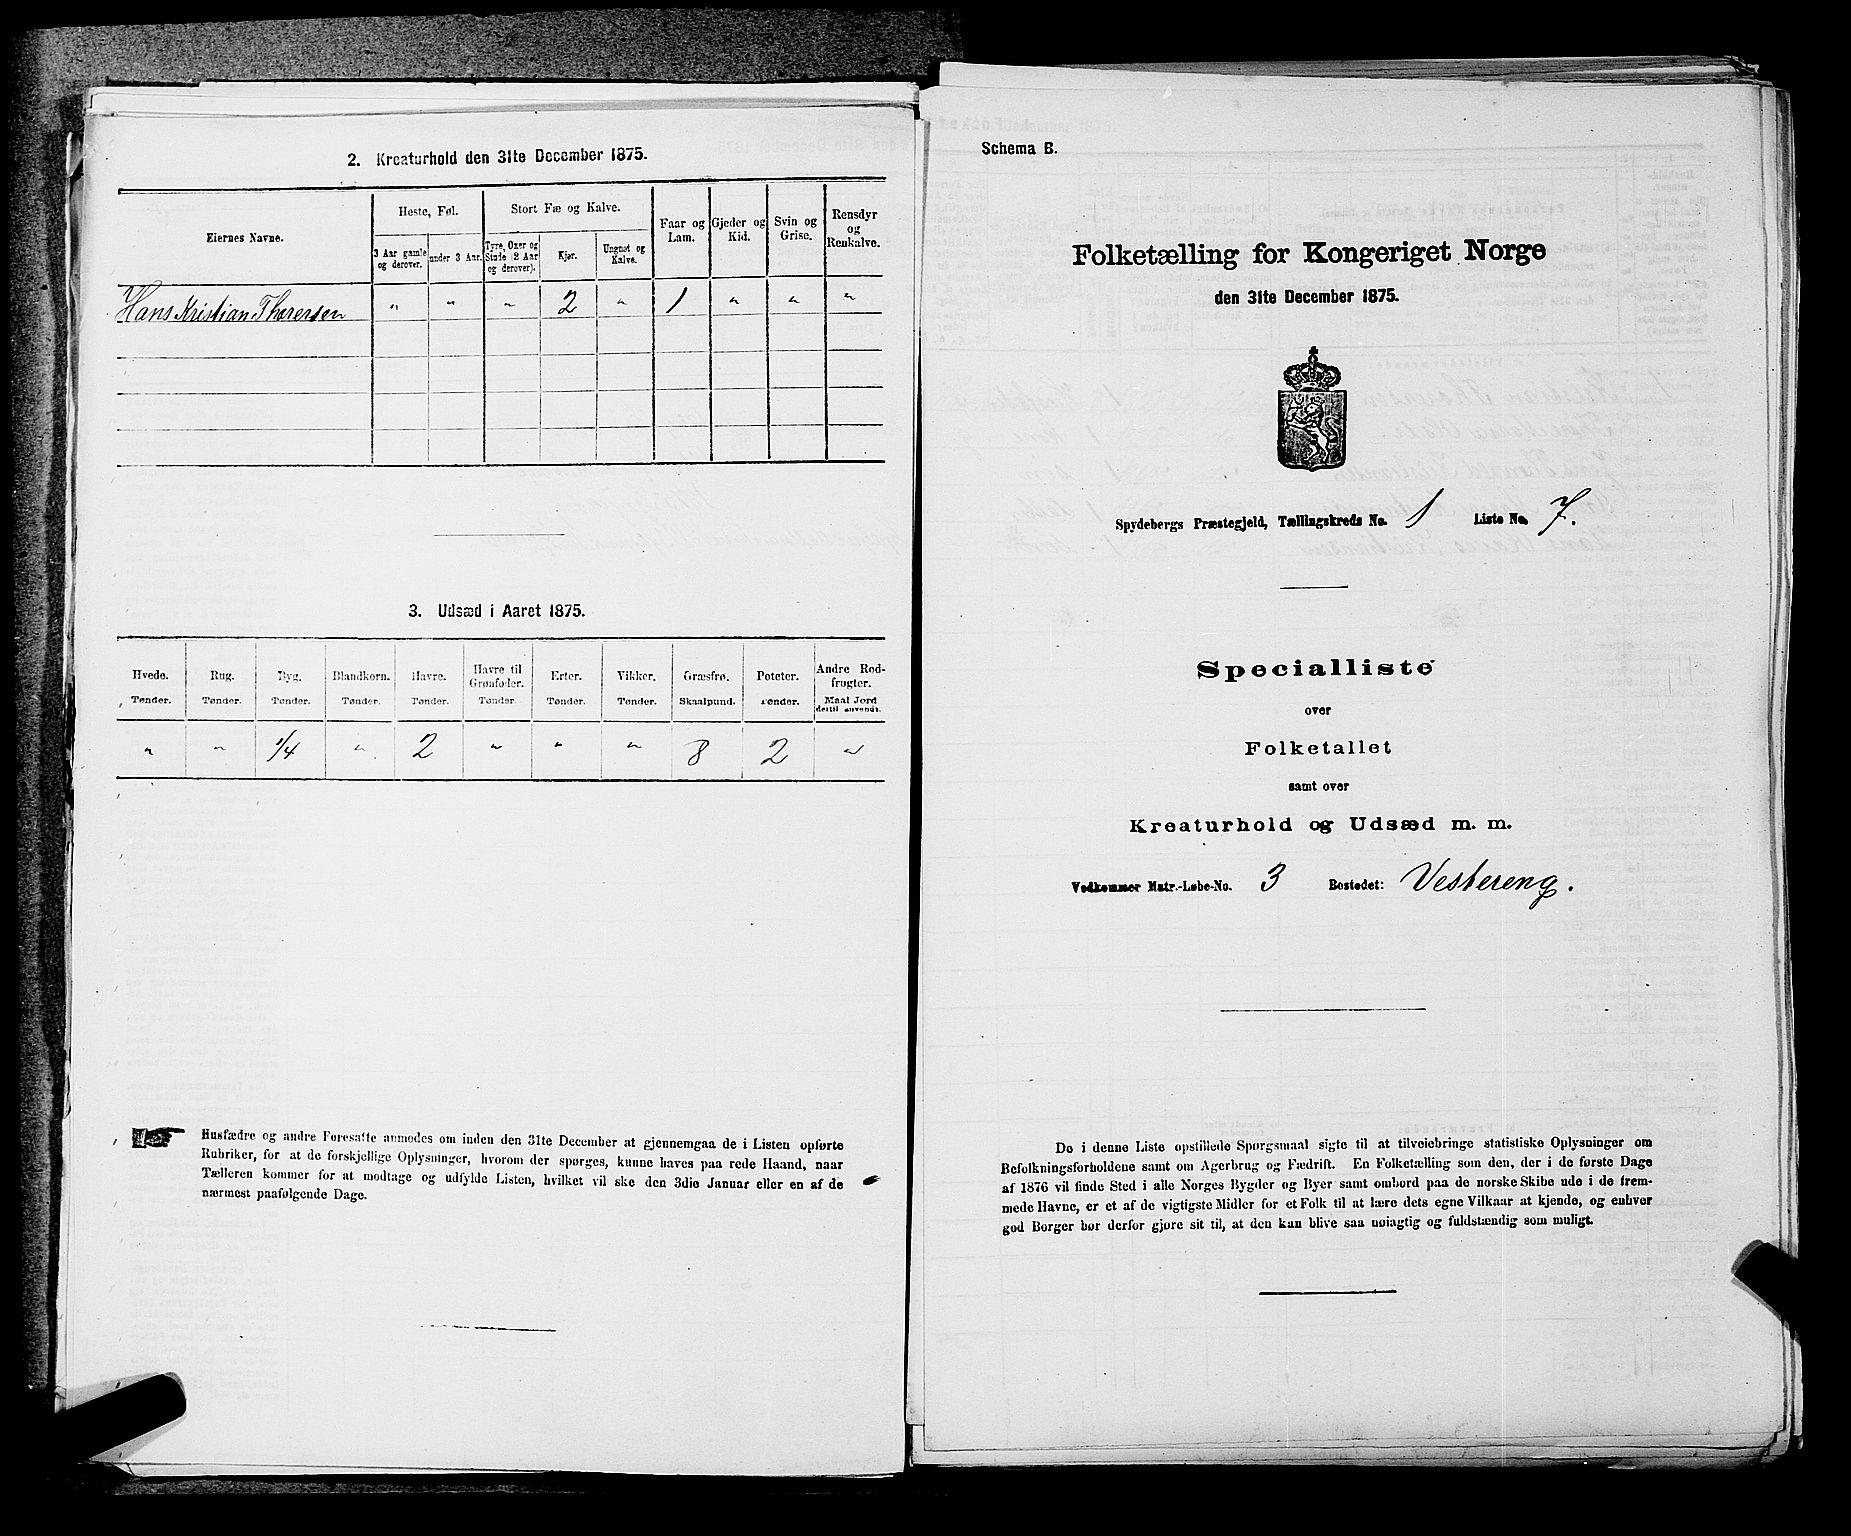 2. Kreaturhold den 31te December 1875.
Eiernes Navne.
Heste, Føl.
Stort Fæ og Kalve.
Faar og Lam.
Gjeder og Kid.
Svin og Grise.
Rensdyr og Renkalve.
3 Aar gamle og derover.
under 3 Aar.
Tyre, Oxer og Stude (2 Aar og derover).
Kjør.
Ungnøt og Kalve.
Hans Kristian Thoresen " " " 2 " 1 " " "
3. Udsæd i Aaret 1875.
Hvede. Rug. Byg. Blandkorn. Havre. Havre til Grønfoder. Erter. Vikker. Græsfrø. Poteter. Andre Rodfrugter.
Tønder. Tønder. Tønder. Tønder. Tønder. Tønder. Tønder. Tønder. Skaalpund. Tønder. Maal Jord dertil anvendt.
" " 1/4 " 2 " " " 8 2 "
Husfædre og andre Foresatte anmodes om inden den 31te December at gjennemgaa de i Listen opførte
Rubriker, for at de forskjellige Oplysninger, hvorom der spørges, kunne haves paa rede Haand, naar
Tælleren kommer for at modtage og udfylde Listen, hvilket vil ske den 3die Januar eller en af de
nærmest paafølgende Dage.
Schema B.
Folketælling for Kongeriget Norge
den 31te December 1875.
Spydebergs Præstegjeld, Tællingskreds No. 1 Liste No. 7.
Specialliste
over
Folketallet
samt over
Kreaturhold og Udsæd m. m.
Vedkommer Matr.-Løbe-No. 3 Bostedet: Vestereng.
De i denne Liste opstillede Spørgsmaal sigte til at tilveiebringe statistiske Oplysninger om
Befolkningsforholdene samt om Agerbrug og Fædrift. En Folketælling som den, der i de første Dage
af 1876 vil finde Sted i alle Norges Bygder og Byer samt ombord paa de norske Skibe ude i de frem-
mede Havne, er et af de vigtigste Midler for et Folk til at lære dets egne Vilkaar at kjende, og enhver
god Borger bør derfor gjøre sit til, at den kan blive saa nøiagtig og fuldstændig som muligt.